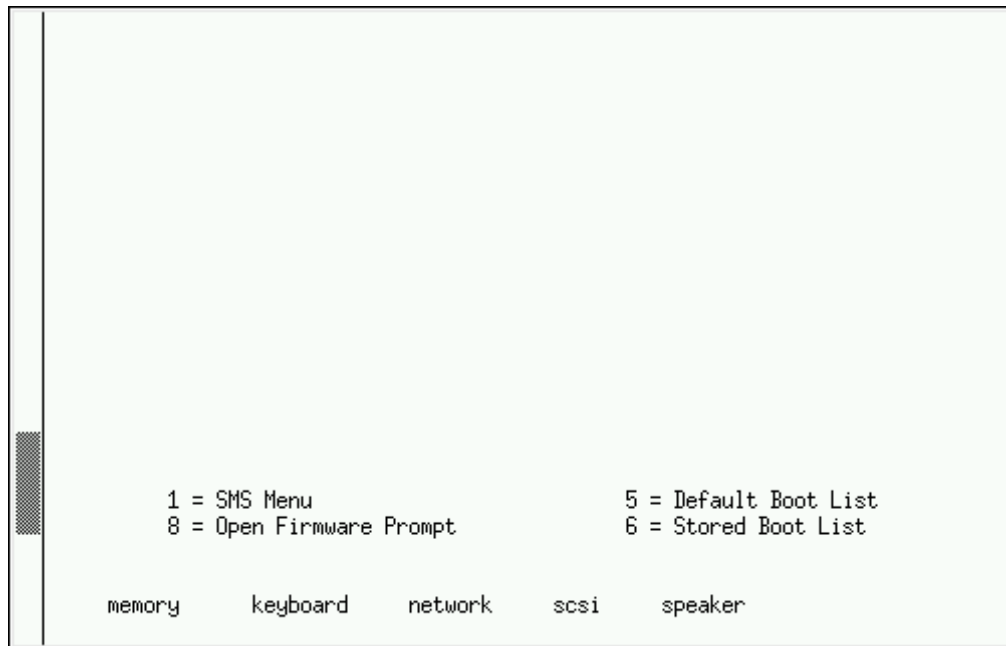 1 = SMS Menu 5 = Default Boot List
8 = Open Firmware Prompt 6 = Stored Boot List
memory keyboard network scsi speaker